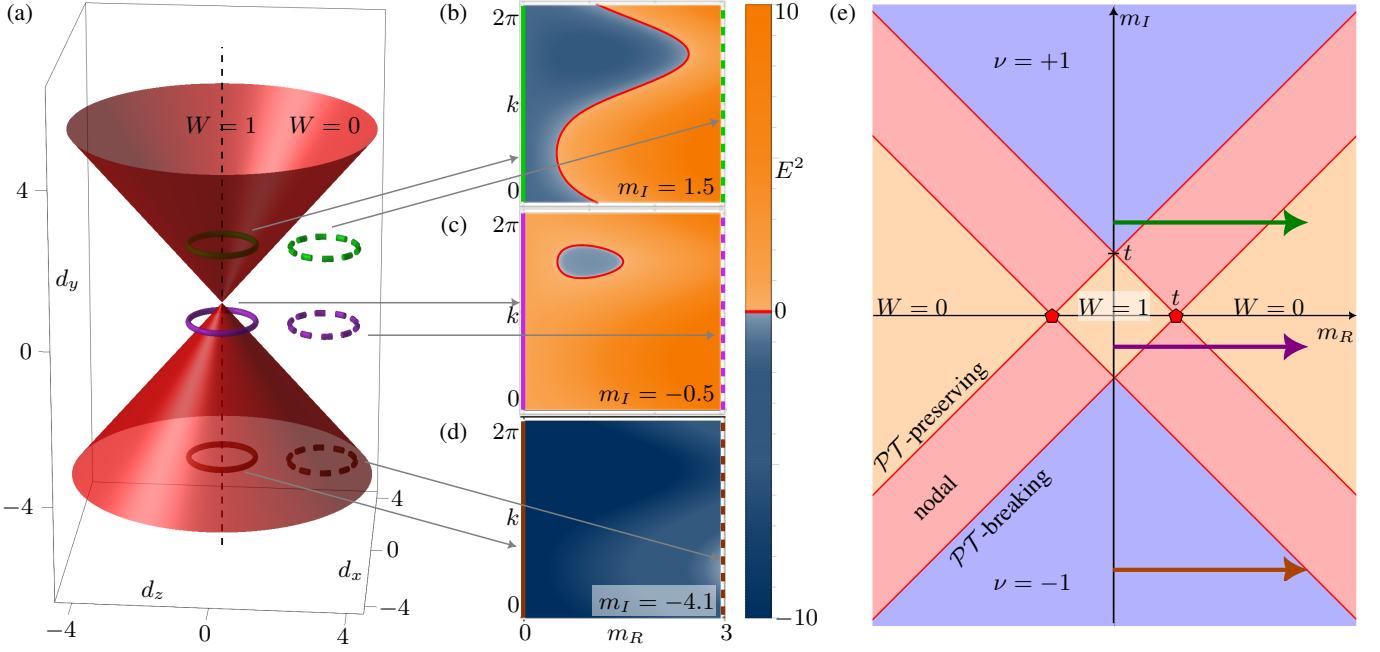 (a)
W = 1
W = 0
4
d_y
0
−4
d_z
d_x
4
0
−4
−4
0
4
(b)
2π
k
0
m_I = 1.5
(c)
2π
k
0
m_I = −0.5
(d)
2π
k
0
m_I = −4.1
0
m_R
3
10
E²
0
−10
(e)
m_I
ν = +1
t
W = 0
W = 1
t
W = 0
m_R
𝒫𝒯-preserving
nodal
𝒫𝒯-breaking
ν = −1